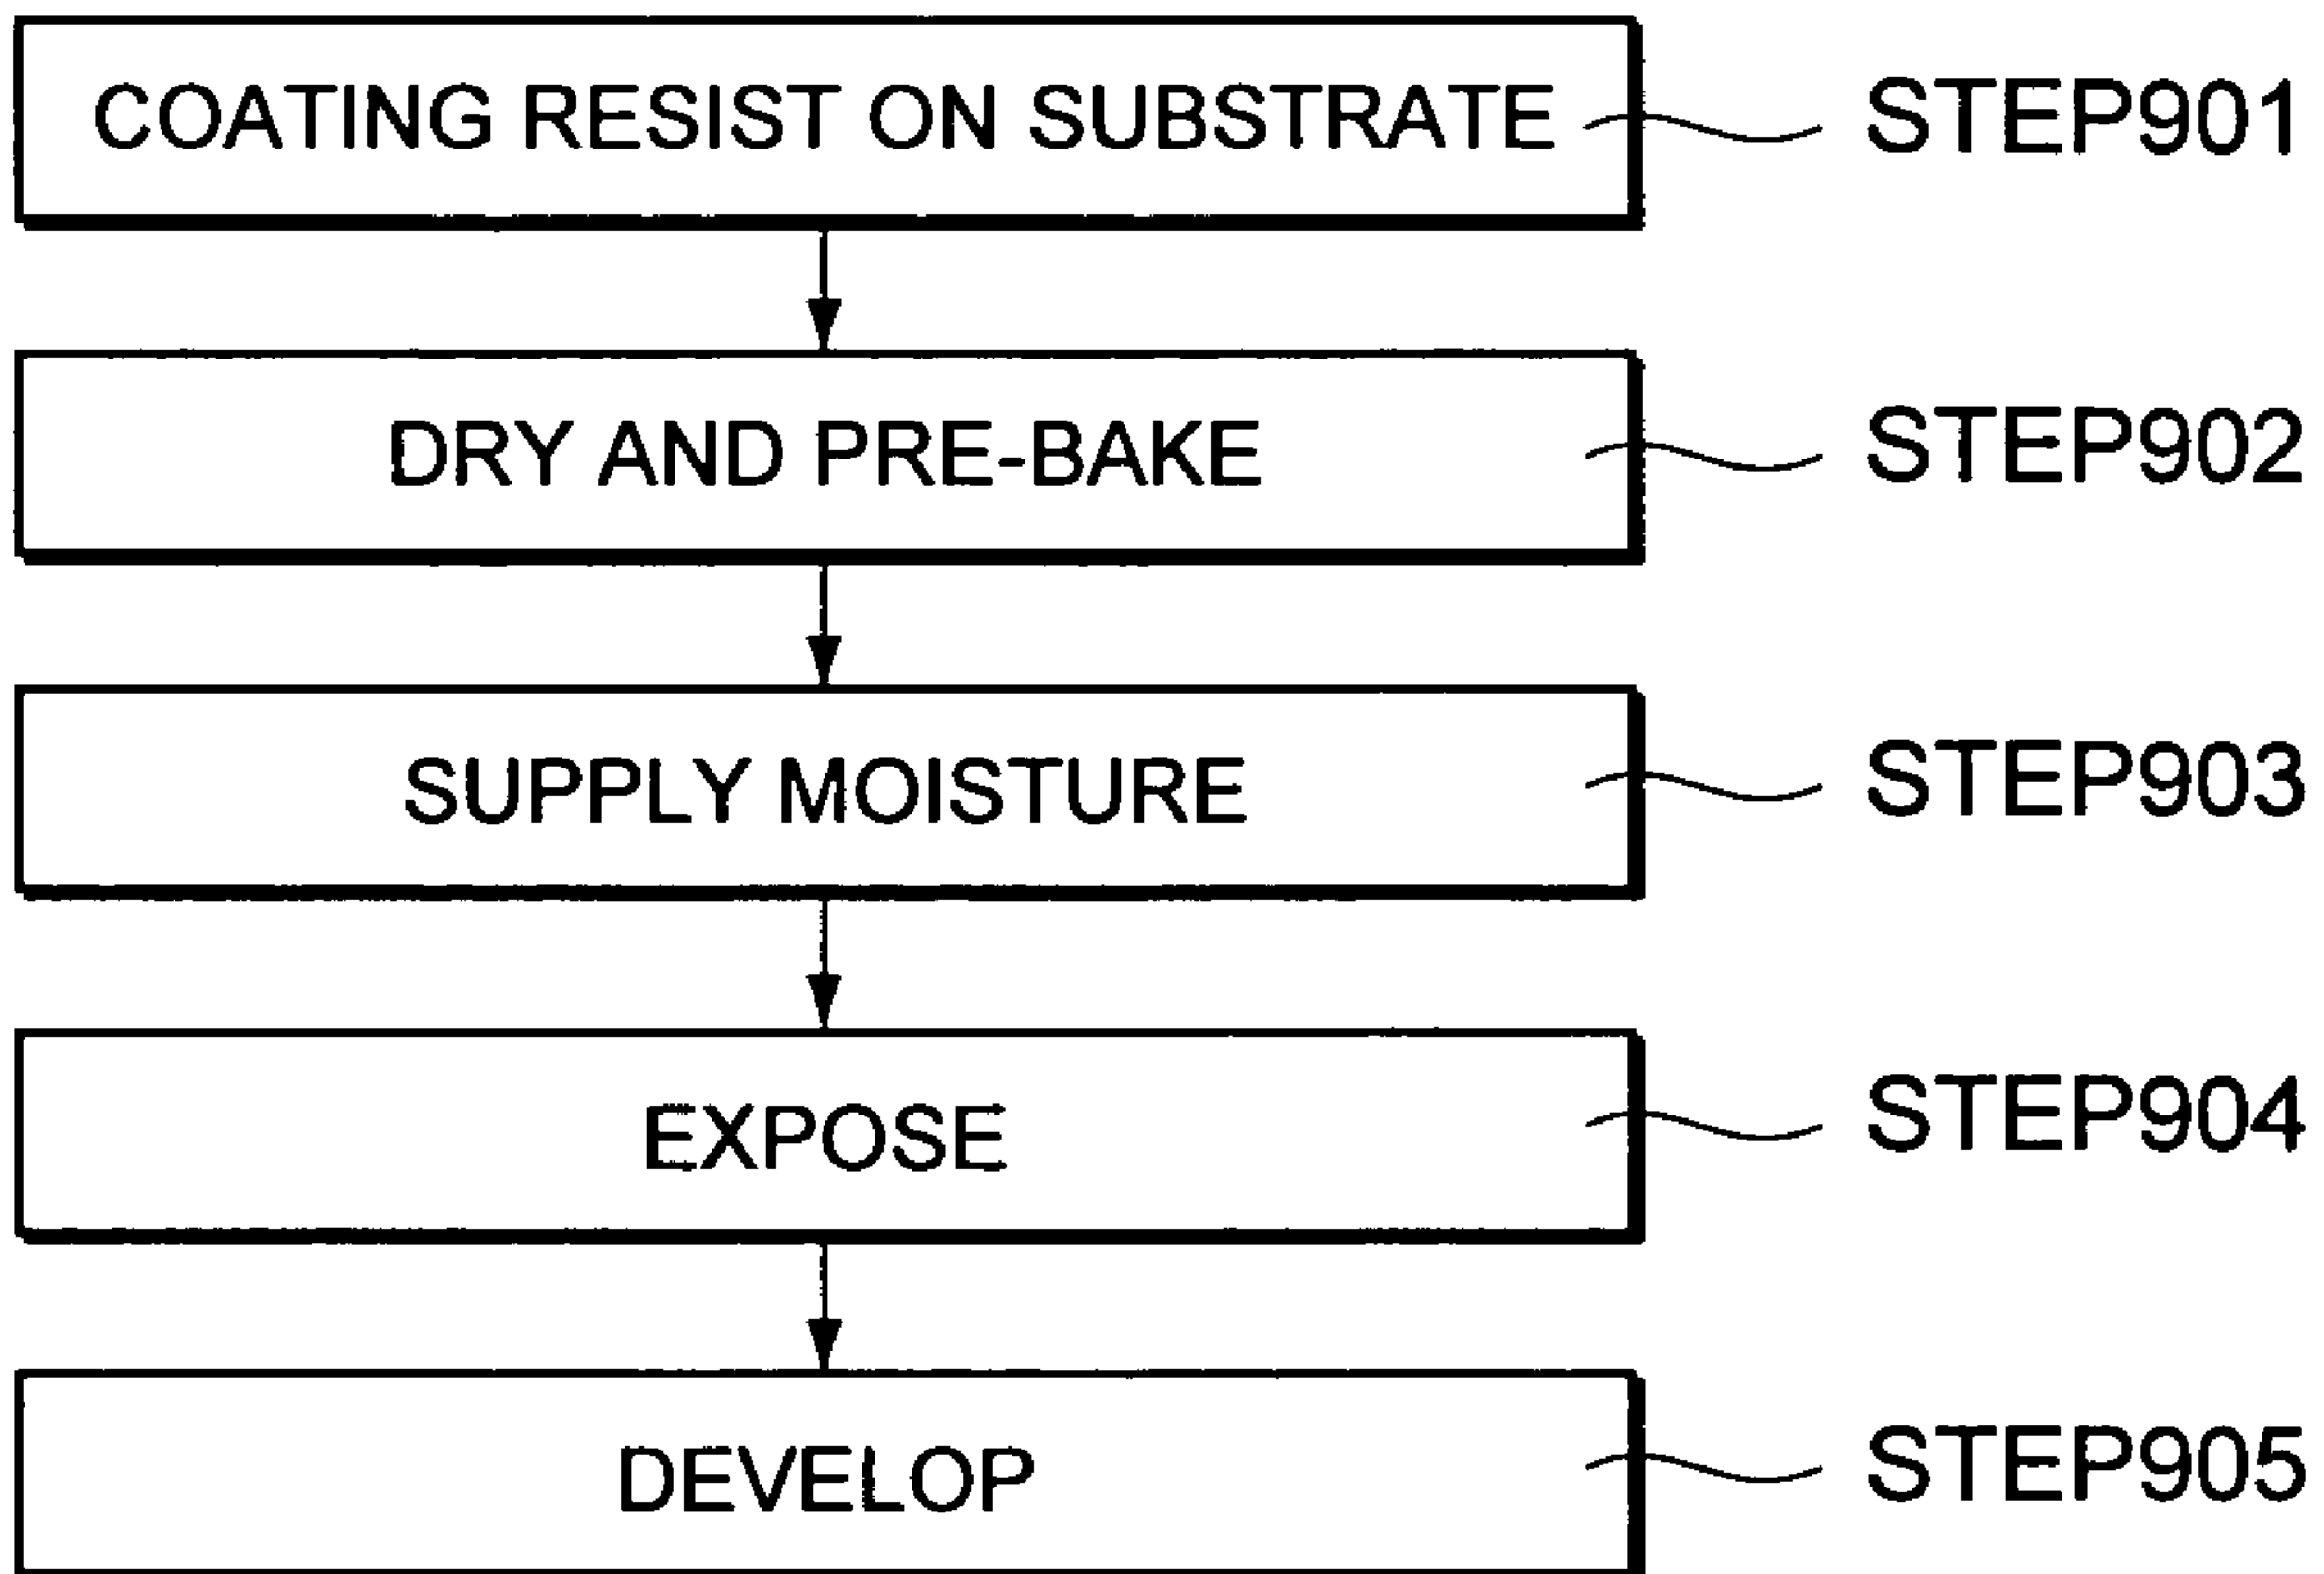 COATING RESIST ON SUBSTRATE STEP901
DRY AND PRE-BAKE STEP902
SUPPLY MOISTURE STEP903
EXPOSE STEP904
DEVELOP STEP905